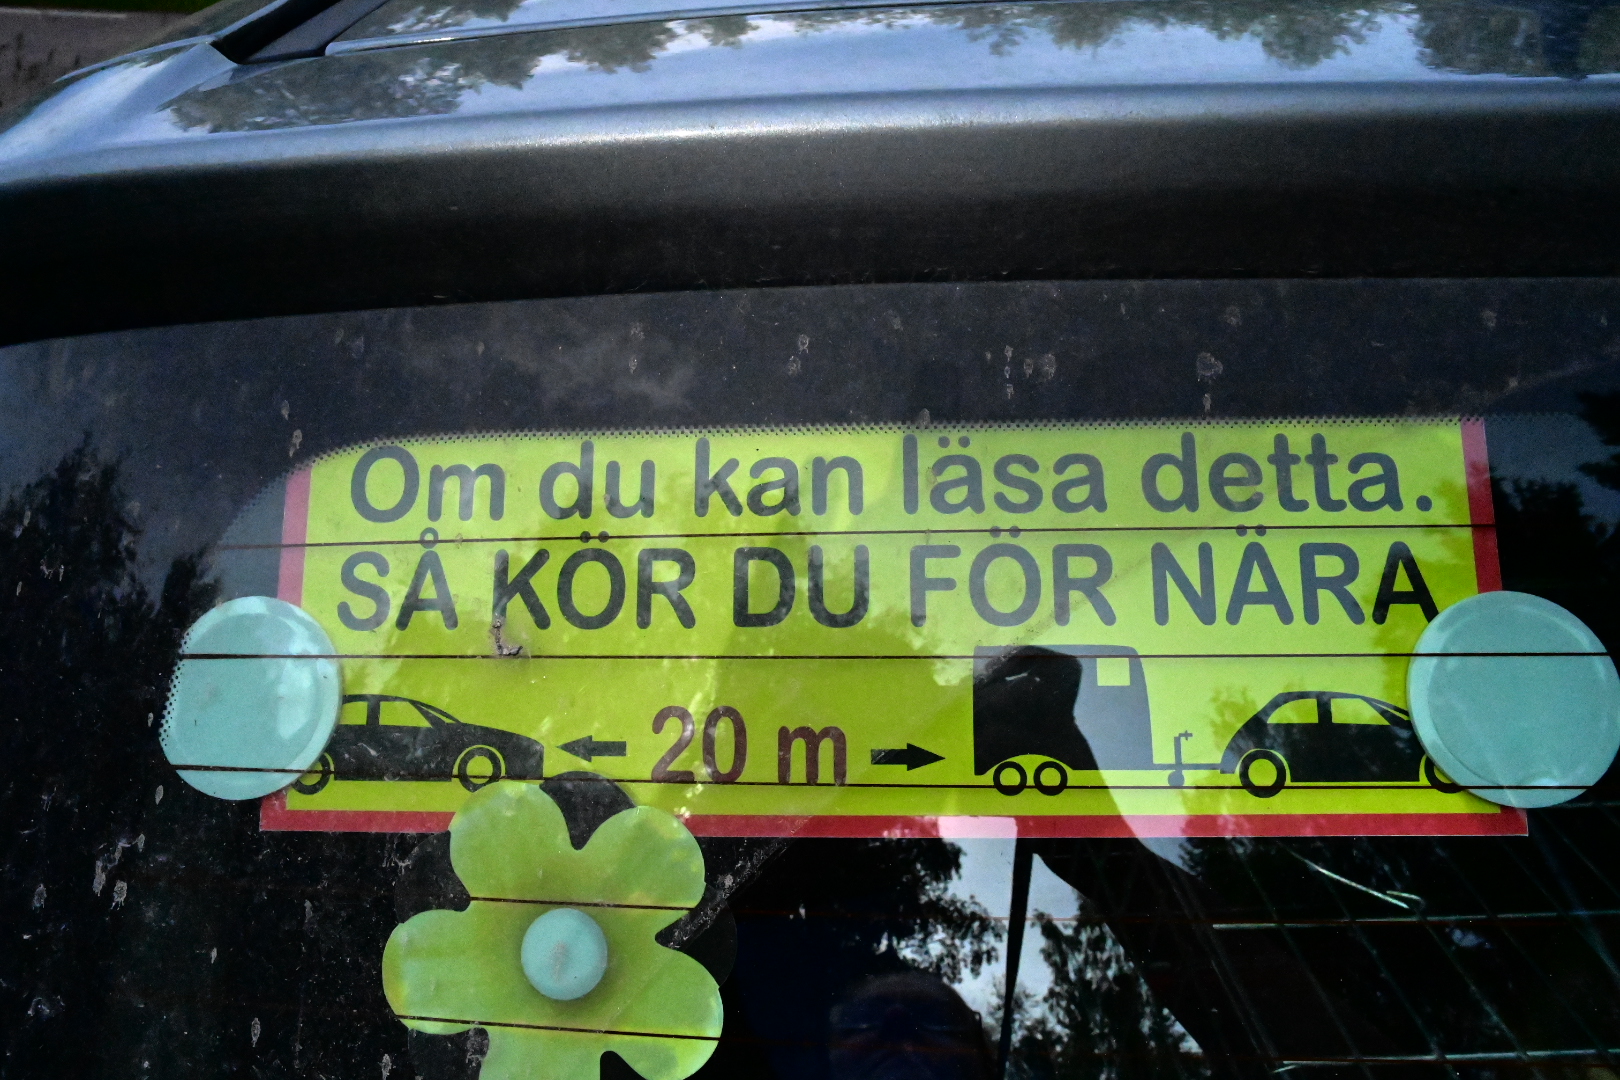 Om du kan läsa detta.
SÅ KÖR DU FÖR NÄRA
20 m